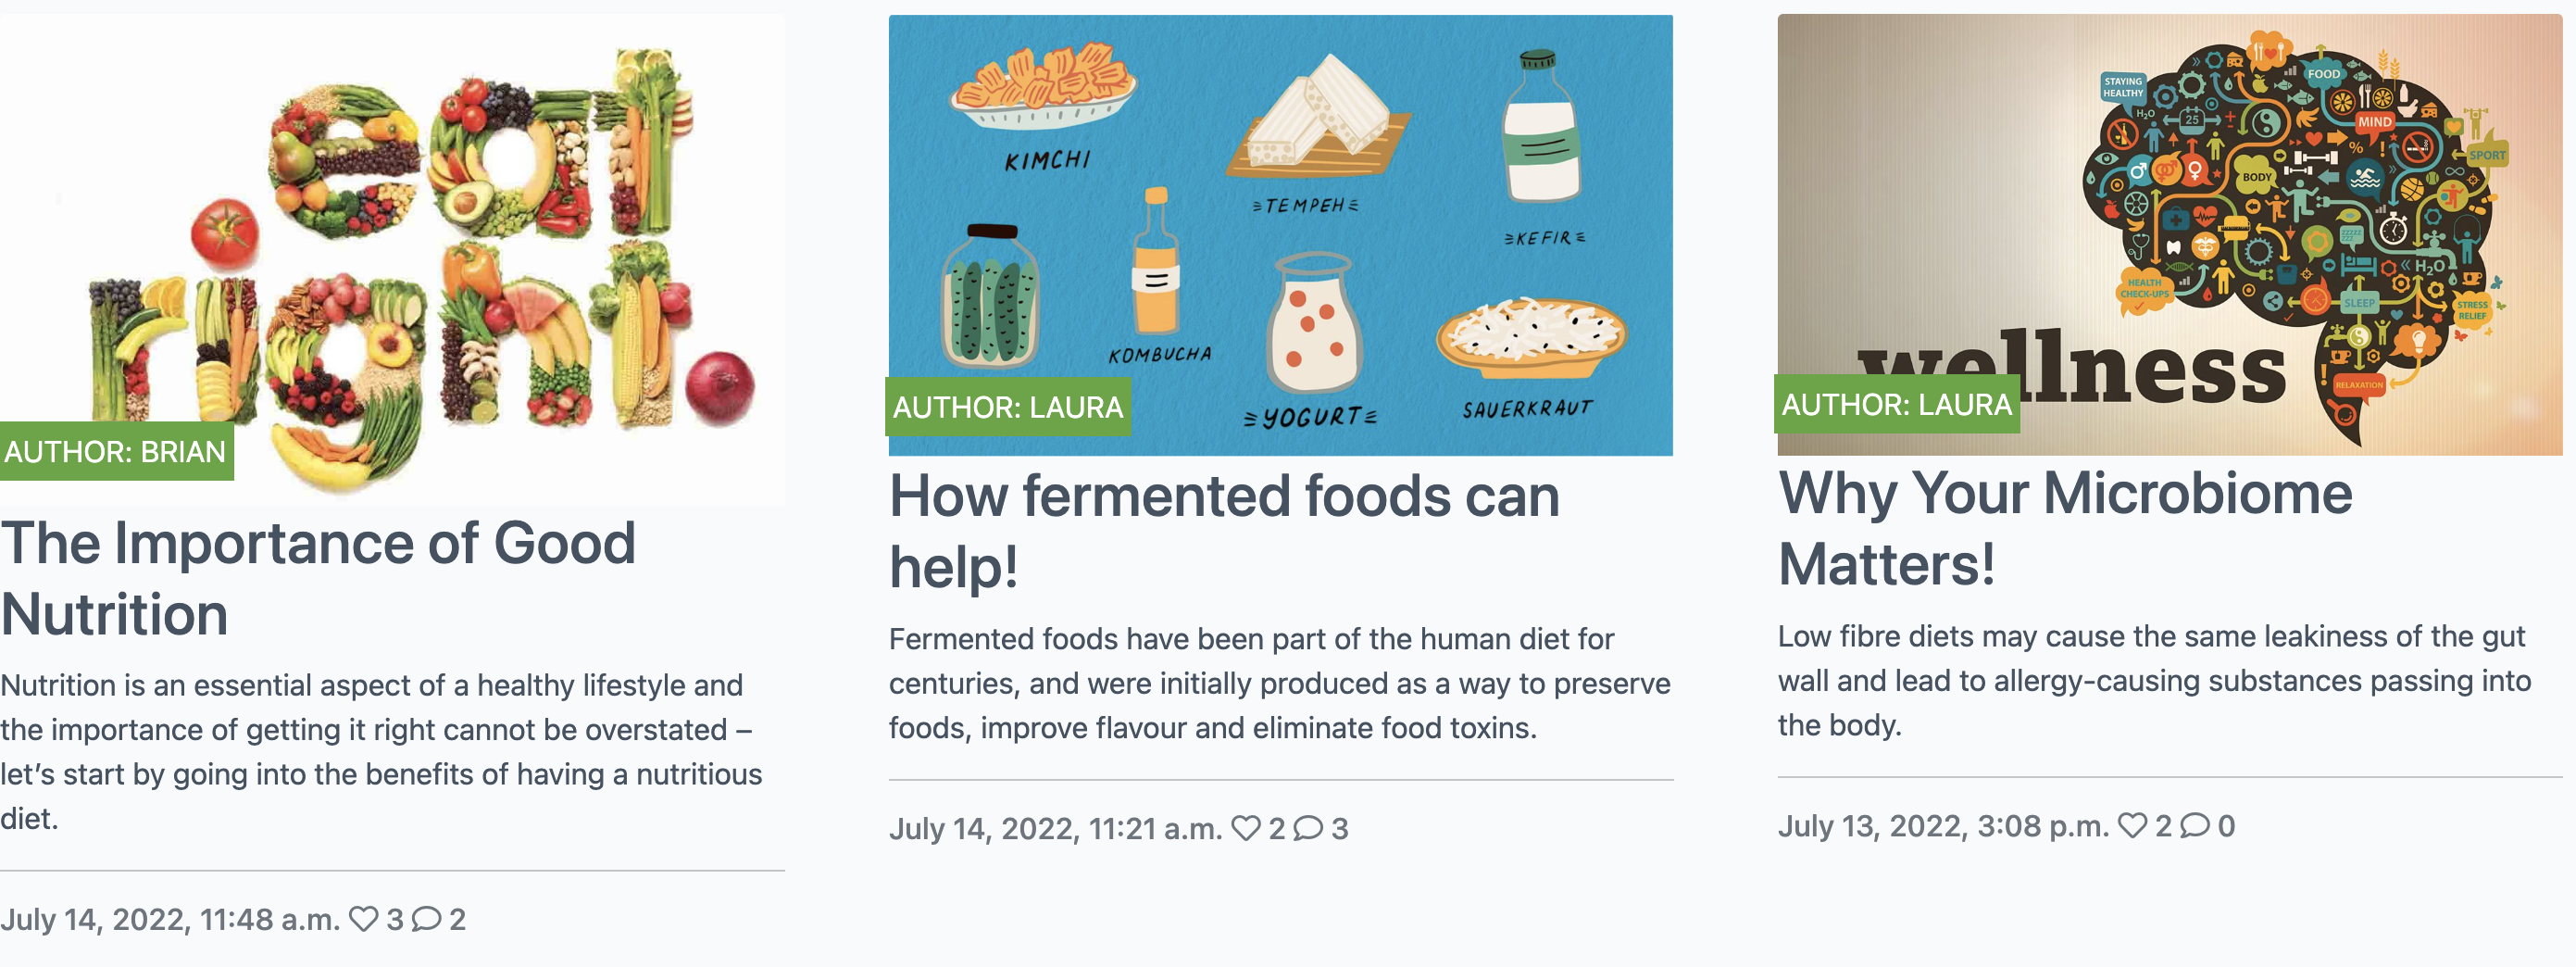 eat
right.
AUTHOR: BRIAN
The Importance of Good
Nutrition
Nutrition is an essential aspect of a healthy lifestyle and
the importance of getting it right cannot be overstated –
let’s start by going into the benefits of having a nutritious
diet.
July 14, 2022, 11:48 a.m. 3 2
KIMCHI
TEMPEH
KEFIR
KOMBUCHA
YOGURT
SAUERKRAUT
AUTHOR: LAURA
How fermented foods can
help!
Fermented foods have been part of the human diet for
centuries, and were initially produced as a way to preserve
foods, improve flavour and eliminate food toxins.
July 14, 2022, 11:21 a.m. 2 3
STAYING
HEALTHY
FOOD
H₂O
25
MIND
%
SPORT
BODY
ZZZZ
HEALTH
CHECK-UPS
H₂O
SLEEP
STRESS
RELIEF
RELAXATION
wellness
AUTHOR: LAURA
Why Your Microbiome
Matters!
Low fibre diets may cause the same leakiness of the gut
wall and lead to allergy-causing substances passing into
the body.
July 13, 2022, 3:08 p.m. 2 0